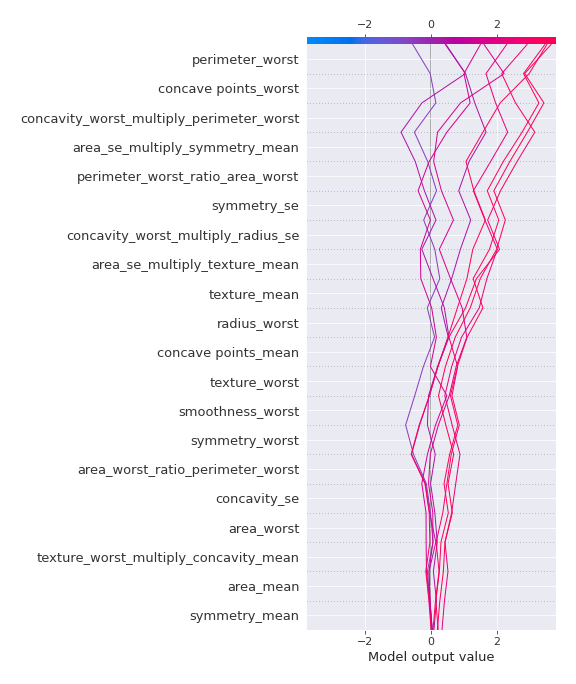 −2 0 2
perimeter_worst
concave points_worst
concavity_worst_multiply_perimeter_worst
area_se_multiply_symmetry_mean
perimeter_worst_ratio_area_worst
symmetry_se
concavity_worst_multiply_radius_se
area_se_multiply_texture_mean
texture_mean
radius_worst
concave points_mean
texture_worst
smoothness_worst
symmetry_worst
area_worst_ratio_perimeter_worst
concavity_se
area_worst
texture_worst_multiply_concavity_mean
area_mean
symmetry_mean
−2 0 2
Model output value